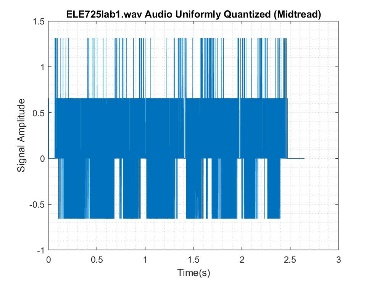 ELE725lab1.wav Audio Uniformly Quantized (Midtread)
1.5
1
0.5
0
-0.5
-1
Signal Amplitude
0 0.5 1 1.5 2 2.5 3
Time(s)